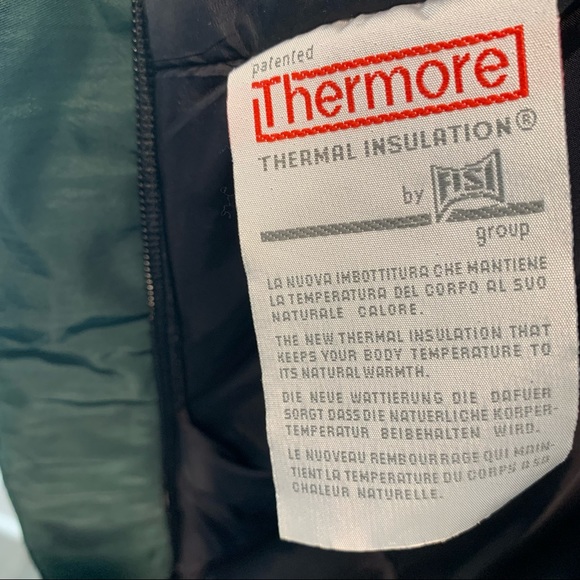 patented
Thermore
THERMAL INSULATION®
by FISI
group
LA NUOVA IMBOTTITURA CHE MANTIENE
LA TEMPERATURA DEL CORPO AL SUO
NATURALE CALORE.
THE NEW THERMAL INSULATION THAT
KEEPS YOUR BODY TEMPERATURE TO
ITS NATURAL WARMTH.
DIE NEUE WATTIERUNG DIE DAFUER
SORGT DASS DIE NATUERLICHE KÖRPER-
TEMPERATUR BEIBEHALTEN WIRD.
LE NOUVEAU REMBOURRAGE QUI MAIN-
TIENT LA TEMPERATURE DU CORPS A SA
CHALEUR NATURELLE.